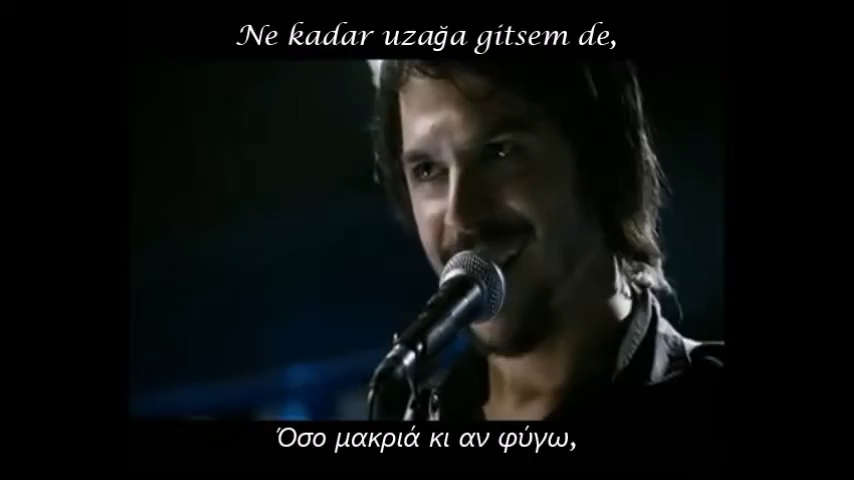 Ne kadar uzağa gitsem de,
Όσο μακριά κι αν φύγω,